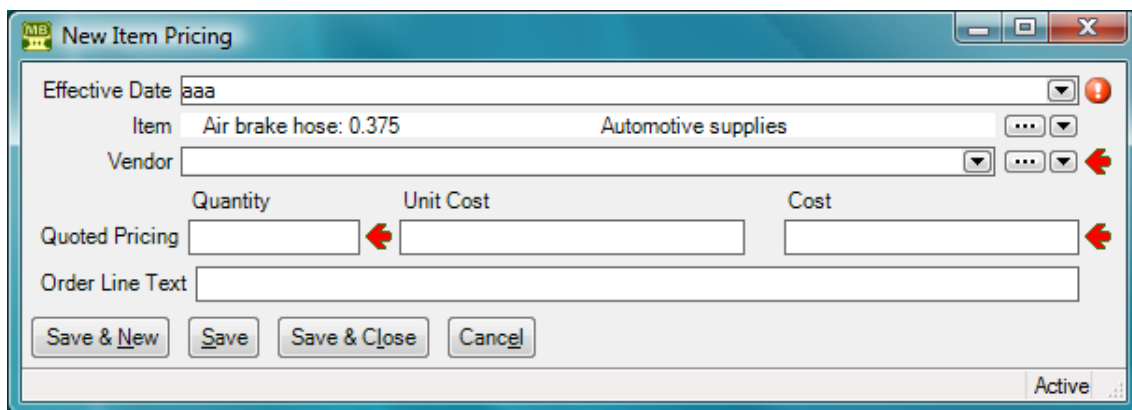 MB
New Item Pricing
Effective Date aaa
Item Air brake hose: 0.375 Automotive supplies
Vendor
Quantity Unit Cost Cost
Quoted Pricing
Order Line Text
Save & New Save Save & Close Cancel
Active